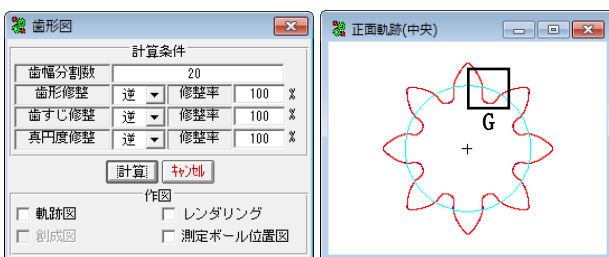 歯形図
計算条件
歯幅分割数 20
歯形修整 逆 修整率 100 %
歯すじ修整 逆 修整率 100 %
真円度修整 逆 修整率 100 %
計算 ｷｬﾝｾﾙ
作図
軌跡図 レンダリング
創成図 測定ボール位置図
正面軌跡(中央)
G